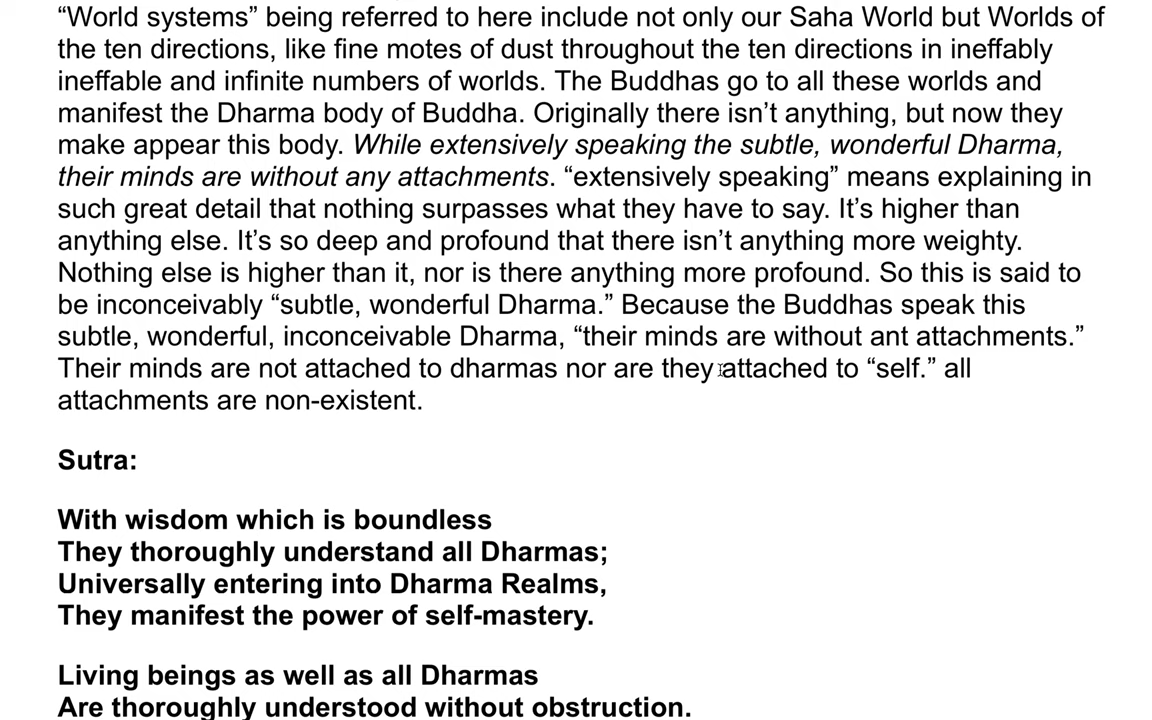 “World systems” being referred to here include not only our Saha World but Worlds of
the ten directions, like fine motes of dust throughout the ten directions in ineffably
ineffable and infinite numbers of worlds. The Buddhas go to all these worlds and
manifest the Dharma body of Buddha. Originally there isn’t anything, but now they
make appear this body. While extensively speaking the subtle, wonderful Dharma,
their minds are without any attachments. “extensively speaking” means explaining in
such great detail that nothing surpasses what they have to say. It’s higher than
anything else. It’s so deep and profound that there isn’t anything more weighty.
Nothing else is higher than it, nor is there anything more profound. So this is said to
be inconceivably “subtle, wonderful Dharma.” Because the Buddhas speak this
subtle, wonderful, inconceivable Dharma, “their minds are without ant attachments.”
Their minds are not attached to dharmas nor are they attached to “self.” all
attachments are non-existent.
Sutra:
With wisdom which is boundless
They thoroughly understand all Dharmas;
Universally entering into Dharma Realms,
They manifest the power of self-mastery.
Living beings as well as all Dharmas
Are thoroughly understood without obstruction.